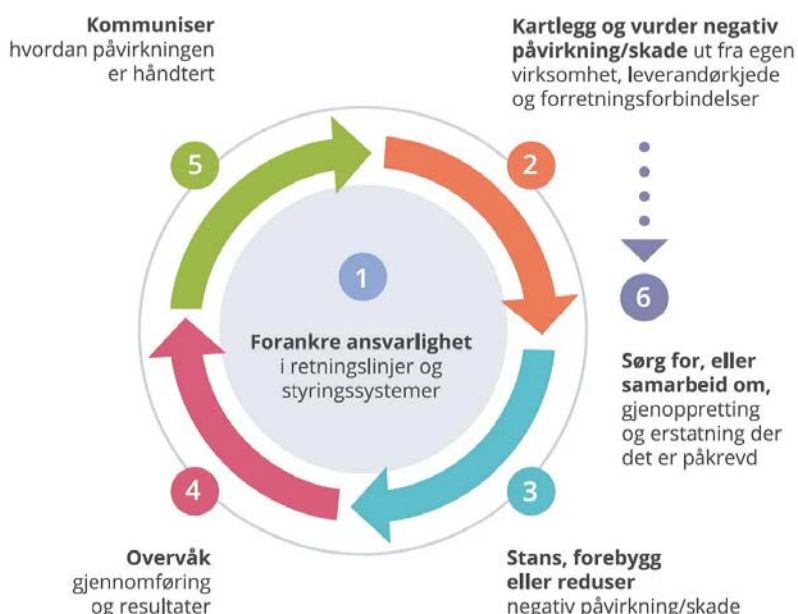 Kommuniser
hvordan påvirkningen
er håndtert
Kartlegg og vurder negativ
påvirkning/skade ut fra egen
virksomhet, leverandørkjede
og forretningsforbindelser
5
2
1
6
Forankre ansvarlighet
i retningslinjer og
styringssystemer
Sørg for, eller
samarbeid om,
gjenoppretting
og erstatning der
det er påkrevd
4
3
Overvåk
gjennomføring
og resultater
Stans, forebygg
eller reduser
negativ påvirkning/skade